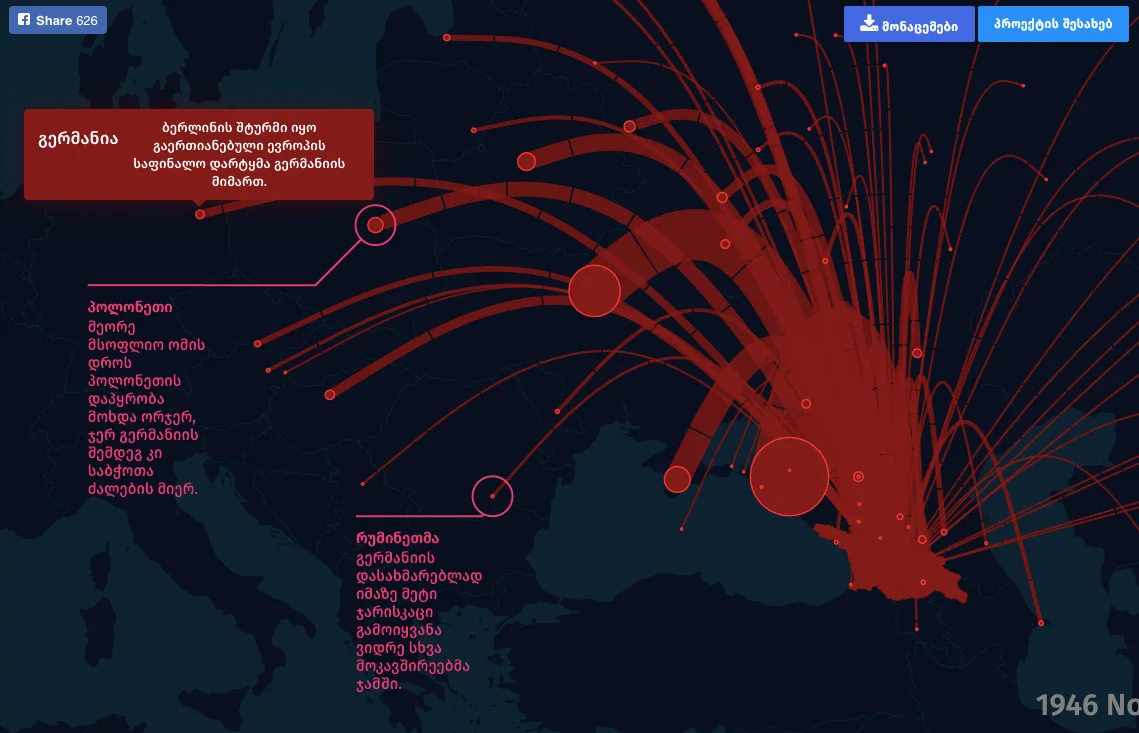 Share 626
მონაცემები
პროექტის შესახებ
გერმანია
ბერლინის შტურმი იყო
გაერთიანებული ევროპის
საფინალო დარტყმა გერმანიის
მიმართ.
პოლონეთი
მეორე
მსოფლიო ომის
დროს
პოლონეთის
დაპყრობა
მოხდა ორჯერ,
ჯერ გერმანიის
შემდეგ კი
საბჭოთა
ძალების მიერ.
რუმინეთმა
გერმანიის
დასახმარებლად
იმაზე მეტი
ჯარისკაცი
გამოიყვანა
ვიდრე სხვა
მოკავშირეებმა
ჯამში.
1946 No